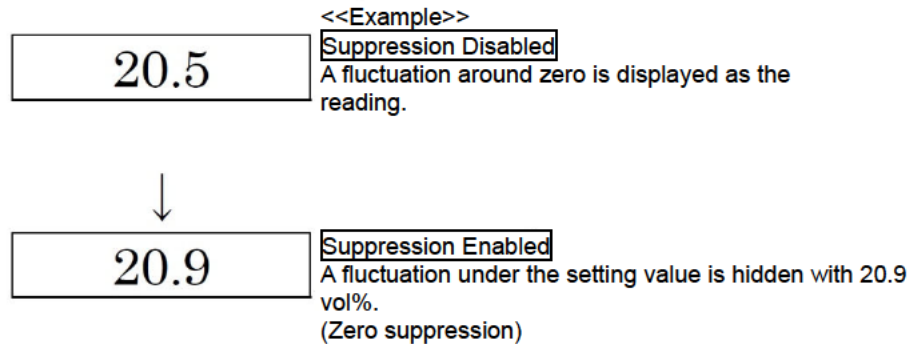 <<Example>>
Suppression Disabled
20.5
A fluctuation around zero is displayed as the
reading.
↓
Suppression Enabled
20.9
A fluctuation under the setting value is hidden with 20.9
vol%.
(Zero suppression)